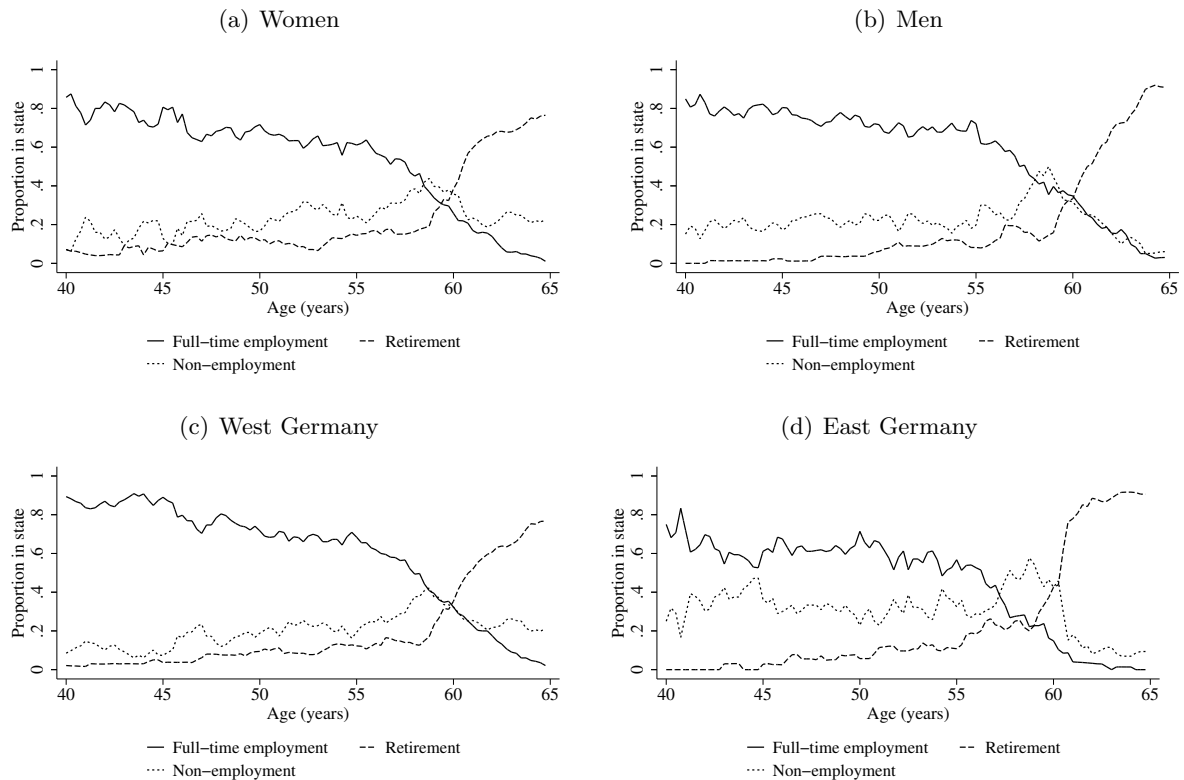 (a) Women
Proportion in state
0 .2 .4 .6 .8 1
40 45 50 55 60 65
Age (years)
Full−time employment Retirement
Non−employment
(b) Men
Proportion in state
0 .2 .4 .6 .8 1
40 45 50 55 60 65
Age (years)
Full−time employment Retirement
Non−employment
(c) West Germany
Proportion in state
0 .2 .4 .6 .8 1
40 45 50 55 60 65
Age (years)
Full−time employment Retirement
Non−employment
(d) East Germany
Proportion in state
0 .2 .4 .6 .8 1
40 45 50 55 60 65
Age (years)
Full−time employment Retirement
Non−employment